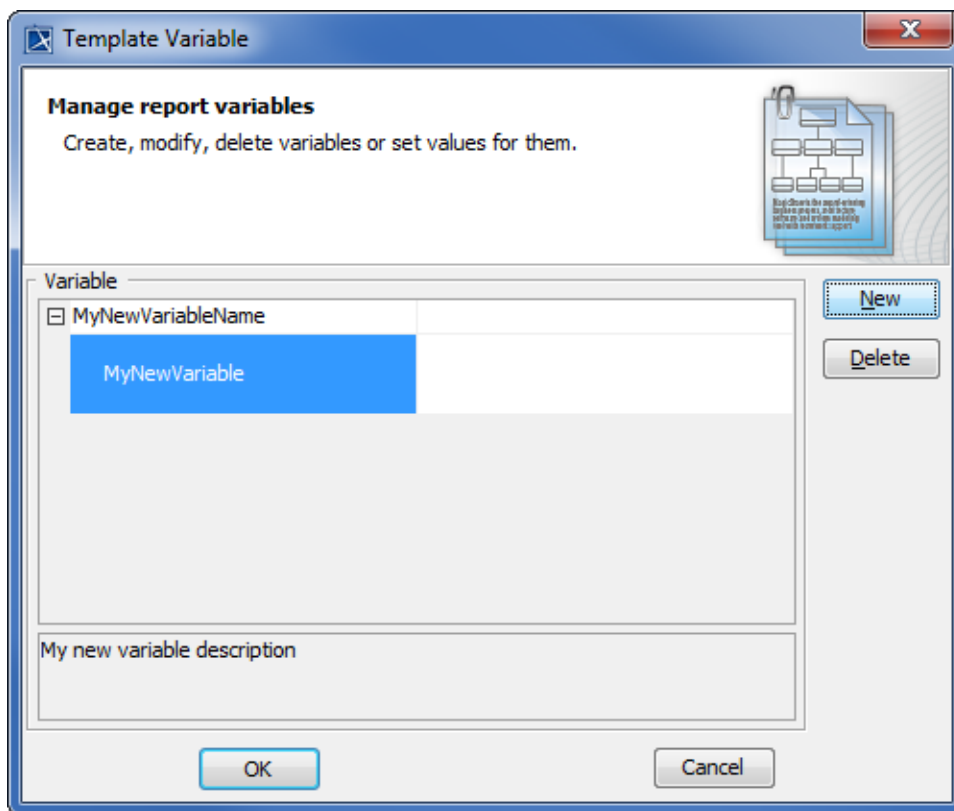 Template Variable
Manage report variables
Create, modify, delete variables or set values for them.
Variable
New
MyNewVariableName
Delete
MyNewVariable
My new variable description
OK
Cancel